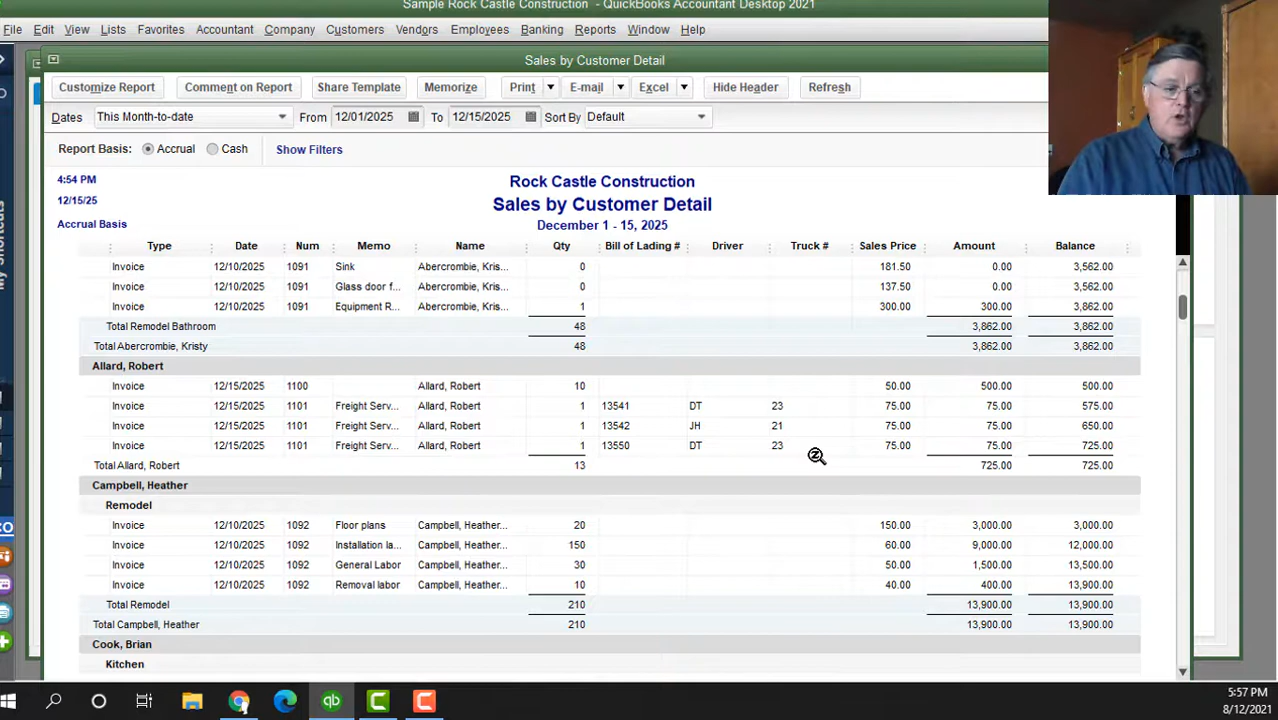 Sample Rock Castle Construction - QuickBooks Accountant Desktop 2021
File Edit View Lists Favorites Accountant Company Customers Vendors Employees Banking Reports Window Help
Sales by Customer Detail
Customize Report Comment on Report Share Template Memorize Print E-mail Excel Hide Header Refresh
Dates This Month-to-date From 12/01/2025 To 12/15/2025 Sort By Default
Report Basis: Accrual Cash Show Filters
4:54 PM
12/15/25
Accrual Basis
Rock Castle Construction
Sales by Customer Detail
December 1 - 15, 2025
Type Date Num Memo Name Qty Bill of Lading # Driver Truck # Sales Price Amount Balance
Invoice 12/10/2025 1091 Sink Abercrombie, Kris... 0 181.50 0.00 3,562.00
Invoice 12/10/2025 1091 Glass door f... Abercrombie, Kris... 0 137.50 0.00 3,562.00
Invoice 12/10/2025 1091 Equipment R... Abercrombie, Kris... 1 300.00 300.00 3,862.00
Total Remodel Bathroom 48 3,862.00 3,862.00
Total Abercrombie, Kristy 48 3,862.00 3,862.00
Allard, Robert
Invoice 12/15/2025 1100 Allard, Robert 10 50.00 500.00 500.00
Invoice 12/15/2025 1101 Freight Serv... Allard, Robert 1 13541 DT 23 75.00 75.00 575.00
Invoice 12/15/2025 1101 Freight Serv... Allard, Robert 1 13542 JH 21 75.00 75.00 650.00
Invoice 12/15/2025 1101 Freight Serv... Allard, Robert 1 13550 DT 23 75.00 75.00 725.00
Total Allard, Robert 13 725.00 725.00
Campbell, Heather
Remodel
Invoice 12/10/2025 1092 Floor plans Campbell, Heather... 20 150.00 3,000.00 3,000.00
Invoice 12/10/2025 1092 Installation la... Campbell, Heather... 150 60.00 9,000.00 12,000.00
Invoice 12/10/2025 1092 General Labor Campbell, Heather... 30 50.00 1,500.00 13,500.00
Invoice 12/10/2025 1092 Removal labor Campbell, Heather... 10 40.00 400.00 13,900.00
Total Remodel 210 13,900.00 13,900.00
Total Campbell, Heather 210 13,900.00 13,900.00
Cook, Brian
Kitchen
My Shortcuts
CO
qb
5:57 PM
8/12/2021